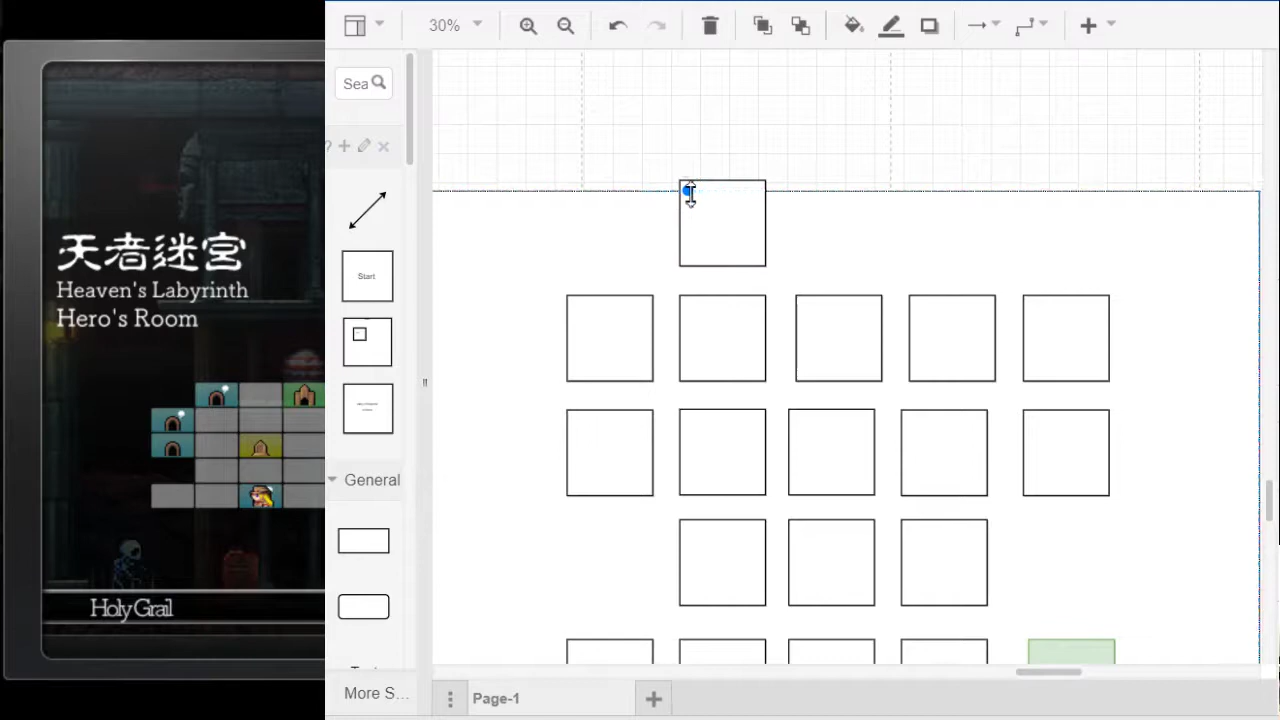 30%
Sea
?
Start
天者迷宮
Heaven's Labyrinth
Hero's Room
General
HolyGrail
More S...
Page-1